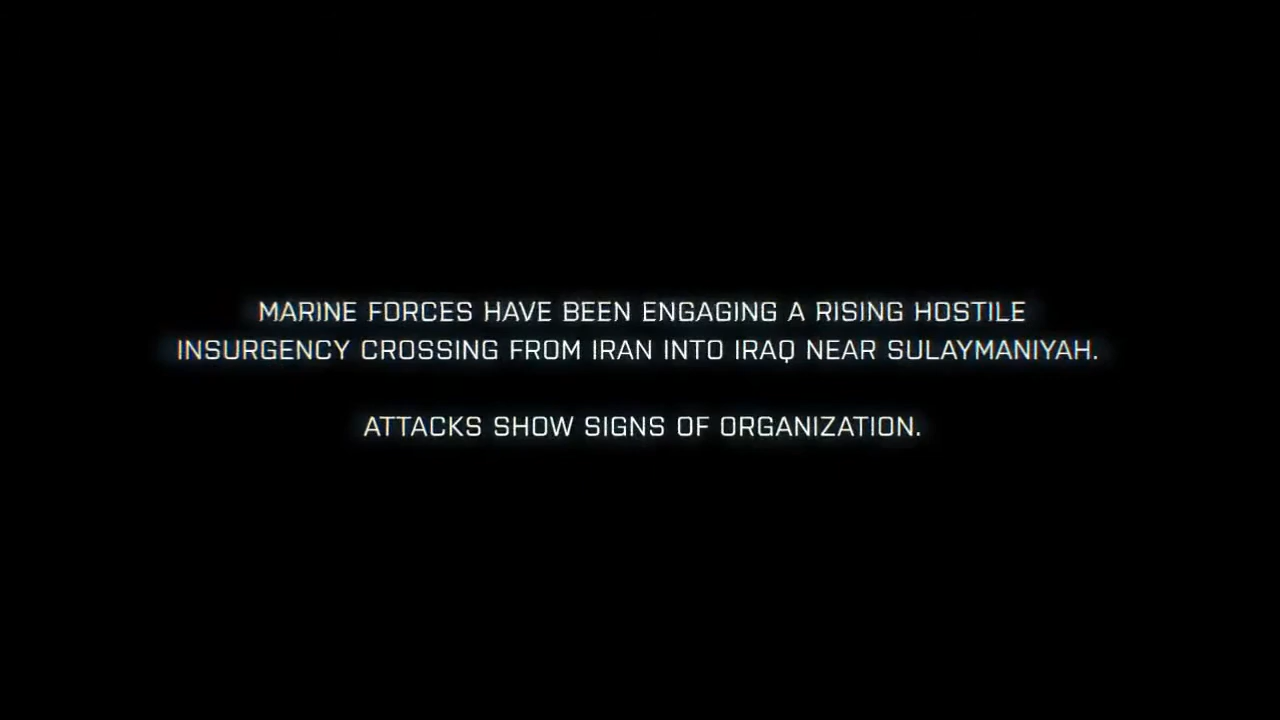 MARINE FORCES HAVE BEEN ENGAGING A RISING HOSTILE
INSURGENCY CROSSING FROM IRAN INTO IRAQ NEAR SULAYMANIYAH.
ATTACKS SHOW SIGNS OF ORGANIZATION.